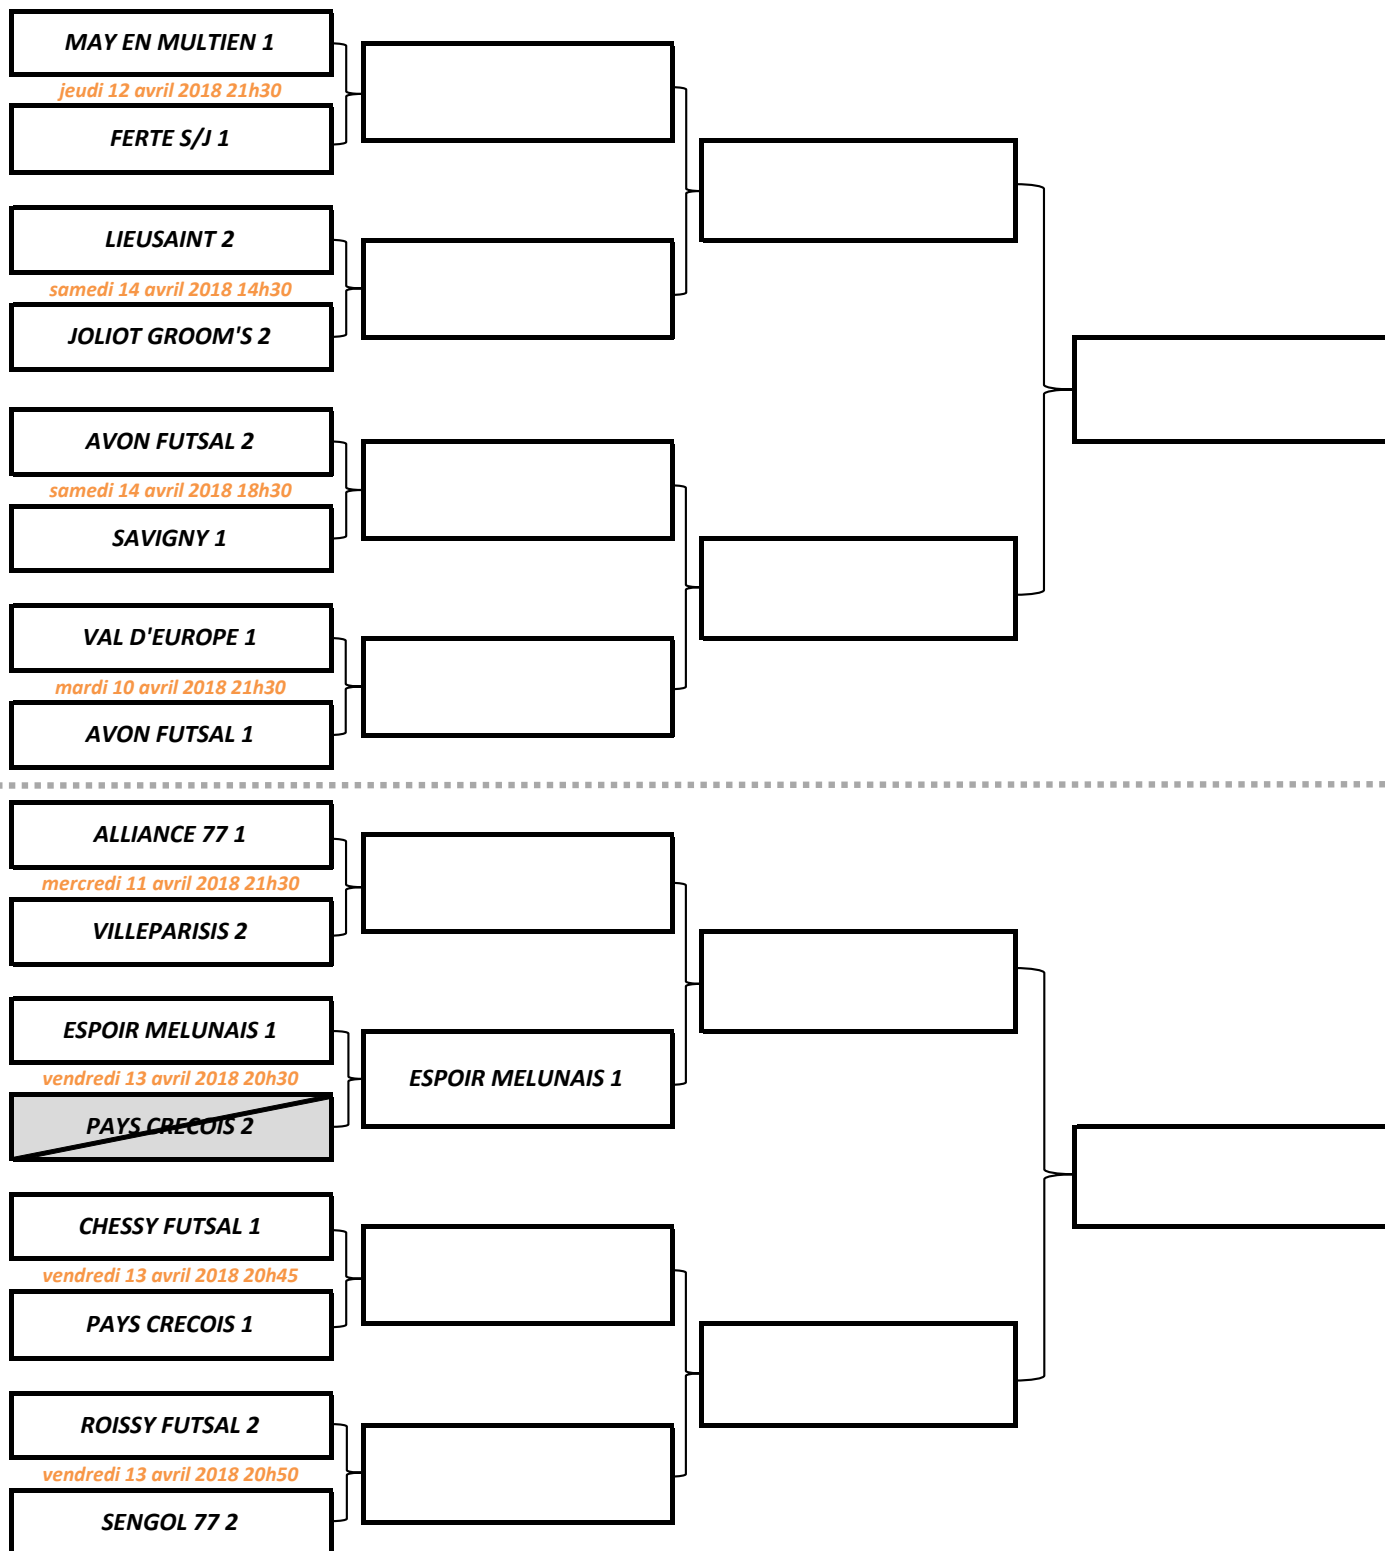 MAY EN MULTIEN 1
jeudi 12 avril 2018 21h30
FERTE S/J 1
LIEUSAINT 2
samedi 14 avril 2018 14h30
JOLIOT GROOM'S 2
AVON FUTSAL 2
samedi 14 avril 2018 18h30
SAVIGNY 1
VAL D'EUROPE 1
mardi 10 avril 2018 21h30
AVON FUTSAL 1
ALLIANCE 77 1
mercredi 11 avril 2018 21h30
VILLEPARISIS 2
ESPOIR MELUNAIS 1
vendredi 13 avril 2018 20h30
ESPOIR MELUNAIS 1
PAYS CRECOIS 2
CHESSY FUTSAL 1
vendredi 13 avril 2018 20h45
PAYS CRECOIS 1
ROISSY FUTSAL 2
vendredi 13 avril 2018 20h50
SENGOL 77 2